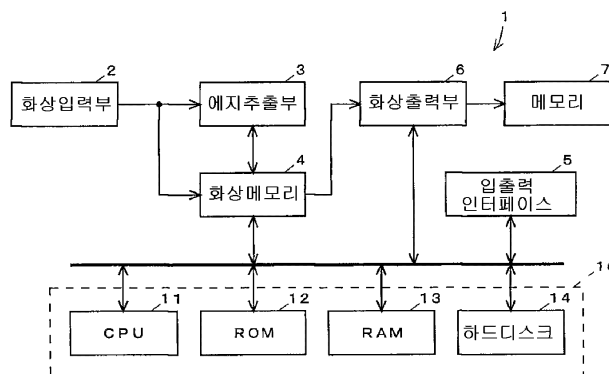 1
2
3
6
7
화상입력부
에지추출부
화상출력부
메모리
4
5
화상메모리
입출력
인터페이스
11
12
13
14
CPU
ROM
RAM
하드디스크